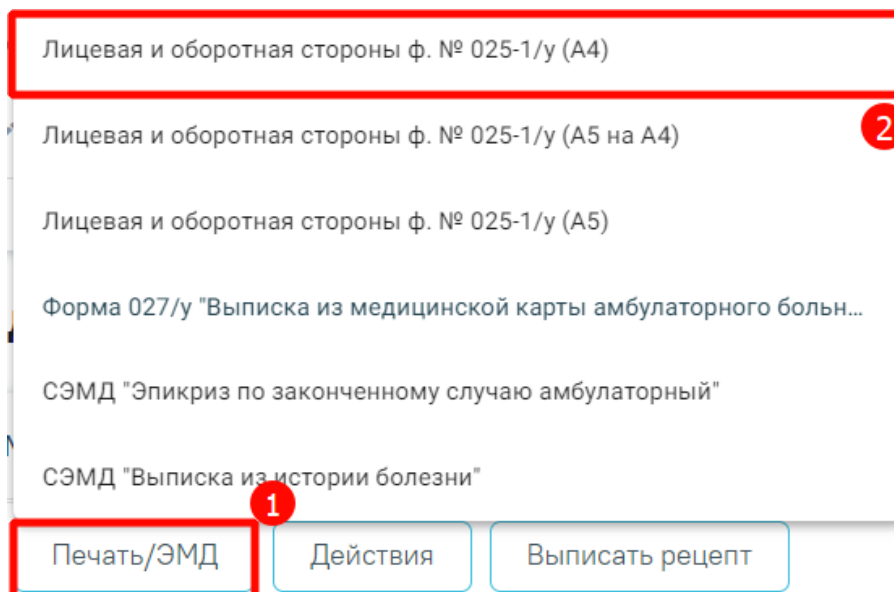 Лицевая и оборотная стороны ф. № 025-1/у (А4)
2
Лицевая и оборотная стороны ф. № 025-1/у (А5 на А4)
Лицевая и оборотная стороны ф. № 025-1/у (А5)
Форма 027/у "Выписка из медицинской карты амбулаторного больн...
СЭМД "Эпикриз по законченному случаю амбулаторный"
СЭМД "Выписка из истории болезни"
1
Печать/ЭМД Действия Выписать рецепт